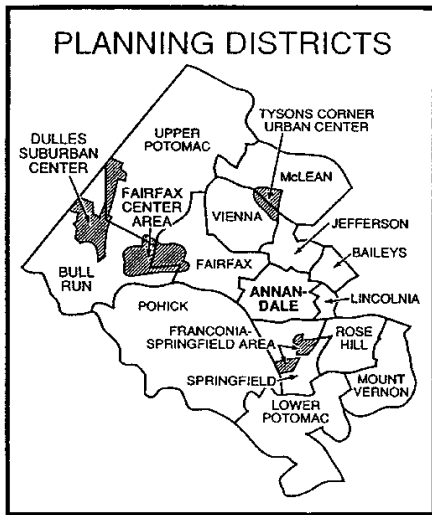 PLANNING DISTRICTS
TYSONS CORNER
URBAN CENTER
DULLES
SUBURBAN
CENTER
UPPER
POTOMAC
McLEAN
FAIRFAX
CENTER
AREA
VIENNA
JEFFERSON
BAILEYS
BULL
RUN
FAIRFAX
ANNAN-
DALE
LINCOLNIA
POHICK
FRANCONIA-
SPRINGFIELD AREA
ROSE
HILL
SPRINGFIELD
MOUNT
VERNON
LOWER
POTOMAC